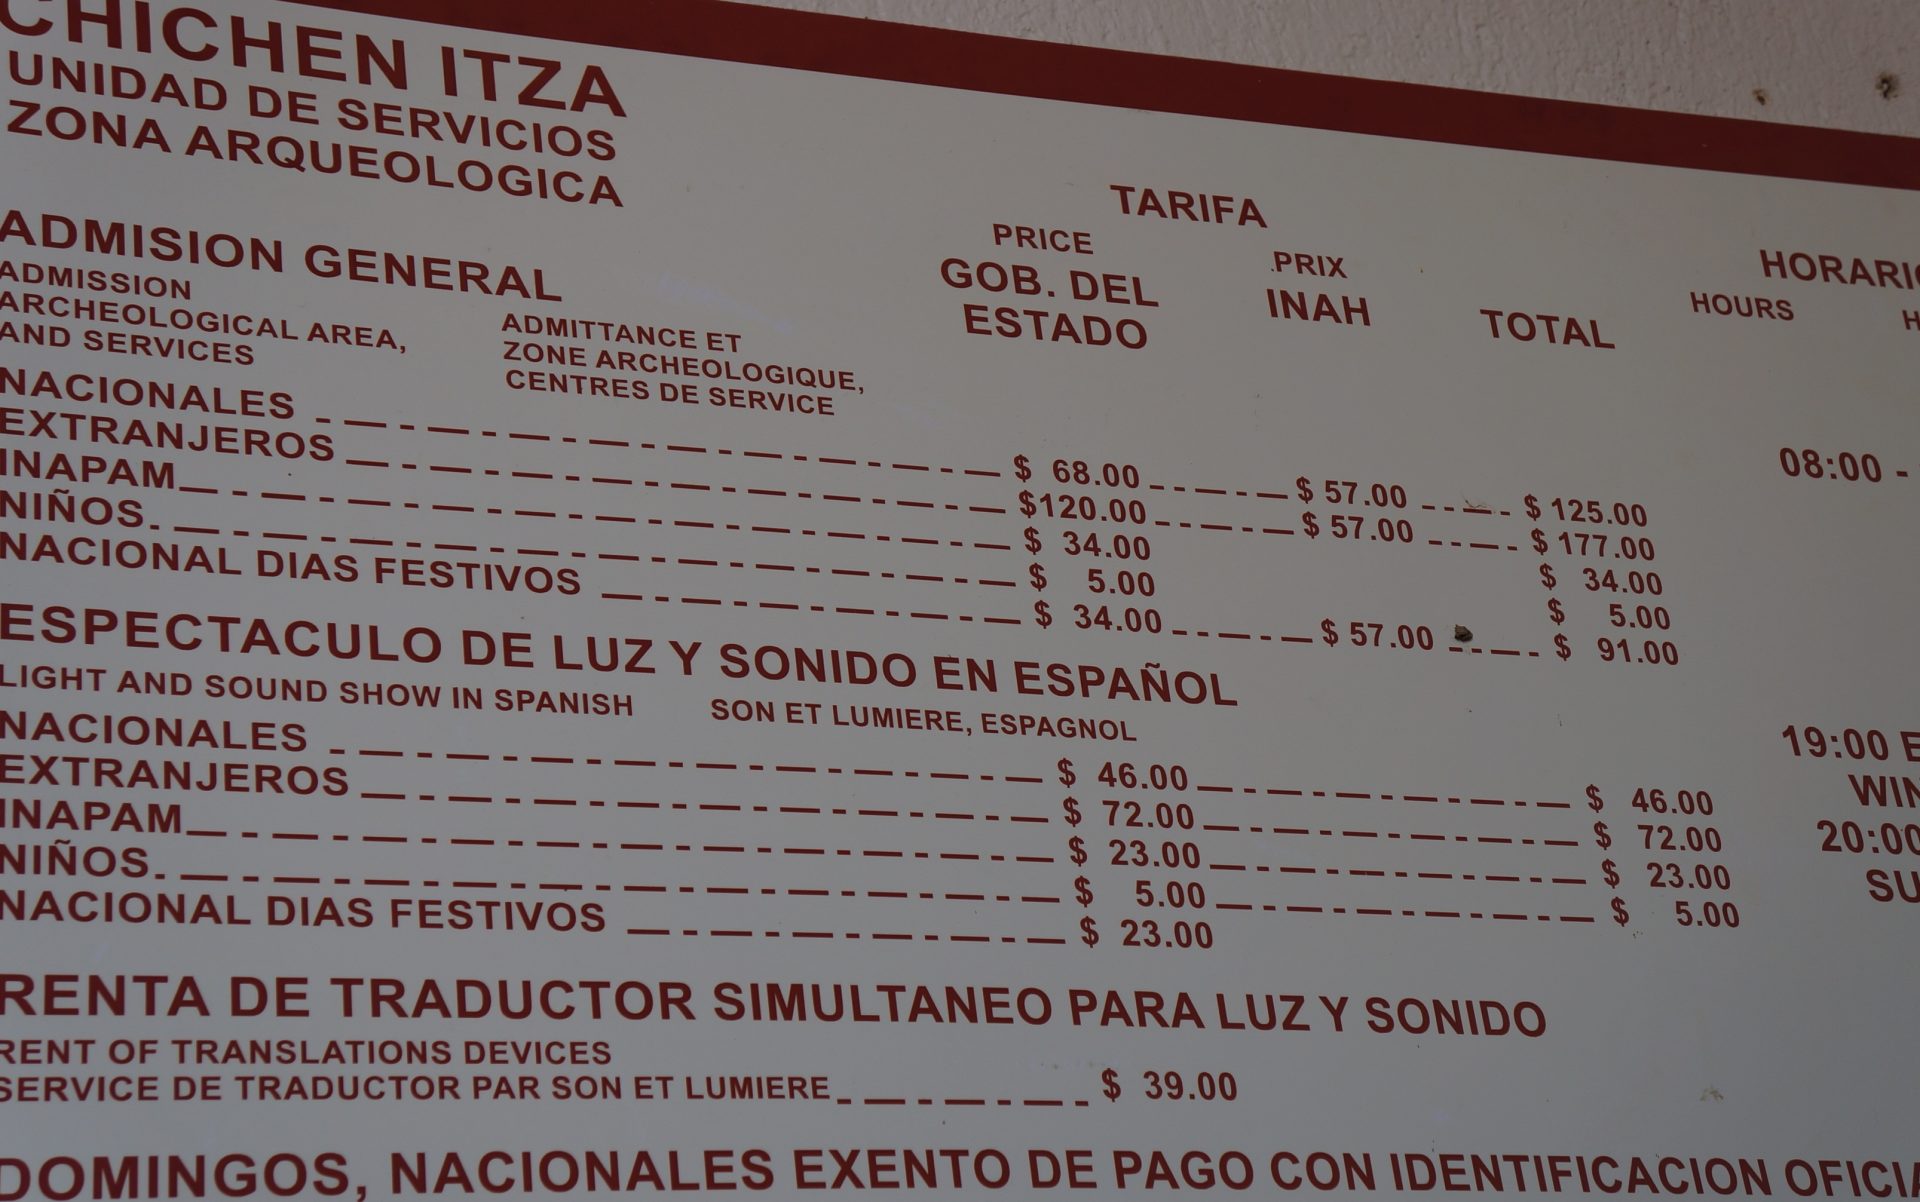 CHICHEN ITZA
UNIDAD DE SERVICIOS
ZONA ARQUEOLOGICA
TARIFA
PRICE PRIX
GOB. DEL ESTADO INAH TOTAL
HORARIO
HOURS
ADMISION GENERAL
ADMISSION
ARCHEOLOGICAL AREA,
AND SERVICES
ADMITTANCE ET
ZONE ARCHEOLOGIQUE,
CENTRES DE SERVICE
NACIONALES $ 68.00 $ 57.00 $ 125.00
08:00 -
EXTRANJEROS $120.00 $ 57.00 $ 177.00
INAPAM $ 34.00 $ 34.00
NIÑOS. $ 5.00 $ 5.00
NACIONAL DIAS FESTIVOS $ 34.00 $ 57.00 $ 91.00
ESPECTACULO DE LUZ Y SONIDO EN ESPAÑOL
LIGHT AND SOUND SHOW IN SPANISH SON ET LUMIERE, ESPAGNOL
NACIONALES $ 46.00 $ 46.00
EXTRANJEROS $ 72.00 $ 72.00
INAPAM $ 23.00 $ 23.00
NIÑOS. $ 5.00 $ 5.00
NACIONAL DIAS FESTIVOS $ 23.00
19:00
20:00
RENTA DE TRADUCTOR SIMULTANEO PARA LUZ Y SONIDO
RENT OF TRANSLATIONS DEVICES
SERVICE DE TRADUCTOR PAR SON ET LUMIERE $ 39.00
DOMINGOS, NACIONALES EXENTO DE PAGO CON IDENTIFICACION OFICIA